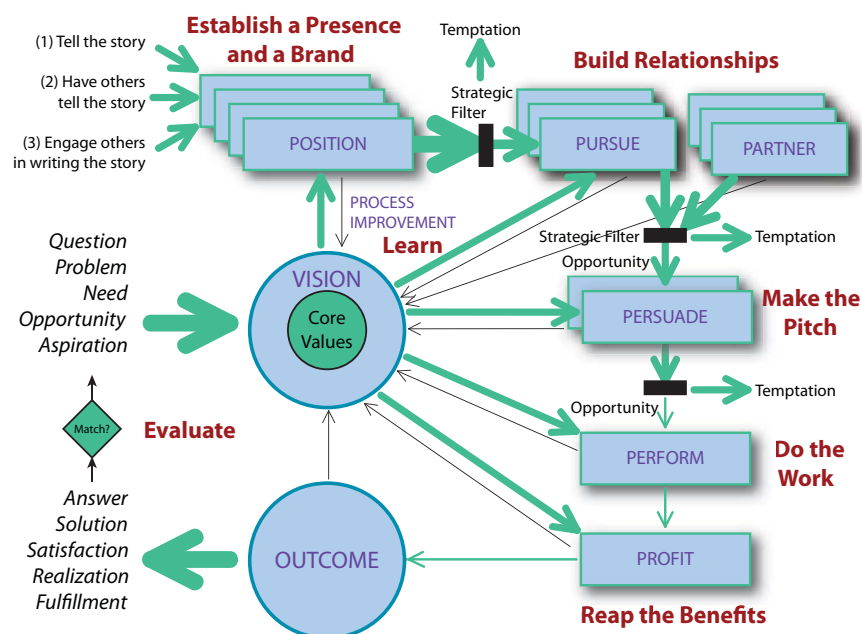 Establish a Presence
and a Brand
(1) Tell the story
(2) Have others
tell the story
(3) Engage others
in writing the story
POSITION
Temptation
Strategic
Filter
Build Relationships
PURSUE
PARTNER
PROCESS
IMPROVEMENT
Learn
Strategic Filter
Temptation
Opportunity
Question
Problem
Need
Opportunity
Aspiration
VISION
Core
Values
PERSUADE
Make the
Pitch
Temptation
Opportunity
Match?
Evaluate
PERFORM
Do the
Work
Answer
Solution
Satisfaction
Realization
Fulfillment
OUTCOME
PROFIT
Reap the Benefits